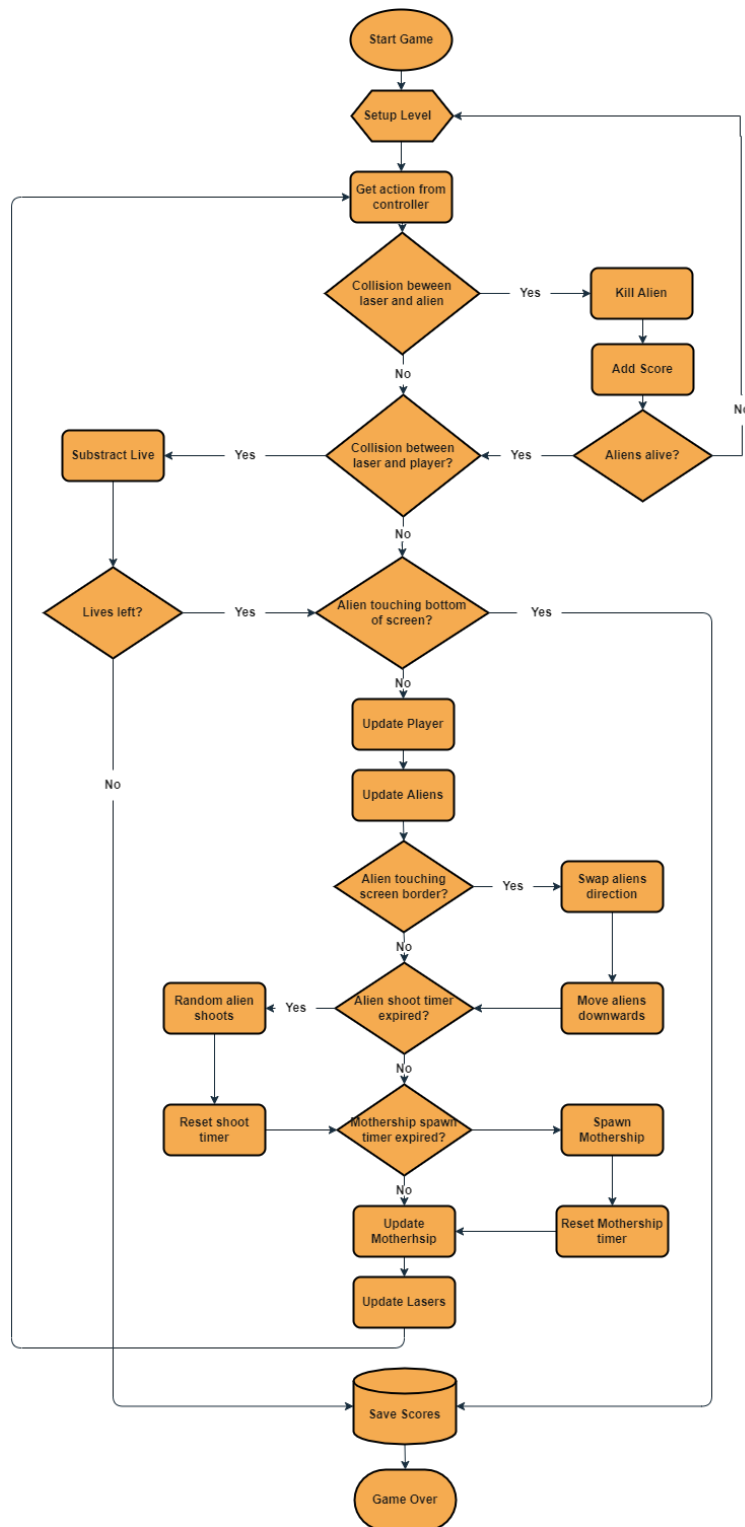 Start Game
Setup Level
Get action from
controller
Collision beween
laser and alien
Yes
Kill Alien
No
Add Score
No
Substract Live
Yes
Collision between
laser and player?
Yes
Aliens alive?
No
Lives left?
Yes
Alien touching bottom
of screen?
Yes
No
Update Player
No
Update Aliens
Alien touching
screen border?
Yes
Swap aliens
direction
No
Random alien
shoots
Yes
Alien shoot timer
expired?
Move aliens
downwards
No
Reset shoot
timer
Mothership spawn
timer expired?
Spawn
Mothership
No
Update
Motherhsip
Reset Mothership
timer
Update Lasers
Save Scores
Game Over